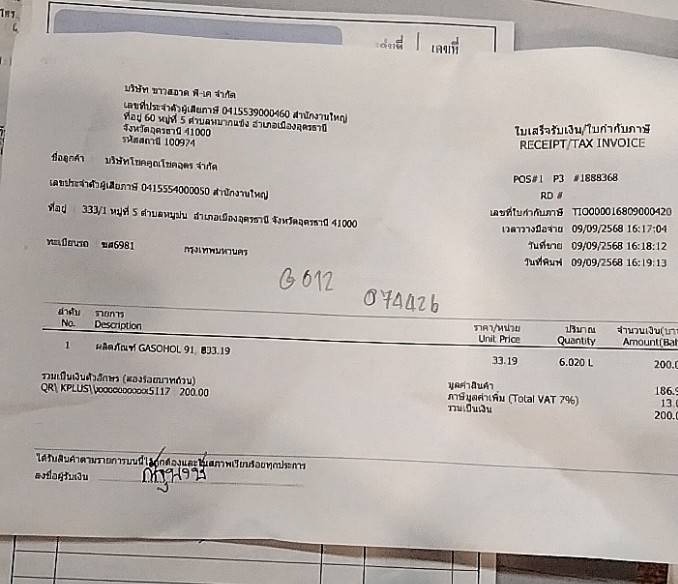 ส่งที่ เลขที่
บริษัท ขาวสอาด พี-เค จำกัด
เลขที่ประจำตัวผู้เสียภาษี 0415539000460 สำนักงานใหญ่
ที่อยู่ 60 หมู่ที่ 5 ตำบลหมากแข้ง อำเภอเมืองอุดรธานี
จังหวัดอุดรธานี 41000
รหัสสถานี 100974
ใบเสร็จรับเงิน/ใบกำกับภาษี
RECEIPT/TAX INVOICE
ชื่อลูกค้า บริษัทโชคคูณโชคอุดร จำกัด
POS#1 P3 #1888368
RD #
เลขประจำตัวผู้เสียภาษี 0415554000050 สำนักงานใหญ่
เลขที่ใบกำกับภาษี TIO000016809000420
ที่อยู่ 333/1 หมู่ที่ 5 ตำบลหมูม่น อำเภอเมืองอุดรธานี จังหวัดอุดรธานี 41000
เวลาวางมือจ่าย 09/09/2568 16:17:04
วันที่ขาย 09/09/2568 16:18:12
ทะเบียนรถ ฆส6981 กรุงเทพมหานคร
วันที่พิมพ์ 09/09/2568 16:19:13
G012 074426
ลำดับ รายการ ราคา/หน่วย ปริมาณ จำนวนเงิน(บา
No. Description Unit Price Quantity Amount(Bah
1 ผลิตภัณฑ์ GASOHOL 91, ฿33.19 33.19 6.020 L 200.0
รวมเป็นเงินตัวอักษร (สองร้อยบาทถ้วน) มูลค่าสินค้า 186.9
QR\ KPLUS\\xxxxxxxxxxx5117 200.00 ภาษีมูลค่าเพิ่ม (Total VAT 7%) 13.0
รวมเป็นเงิน 200.0
ได้รับสินค้าตามรายการบนนี้ไว้ถูกต้องและในสภาพเรียบร้อยทุกประการ
ลงชื่อผู้รับเงิน